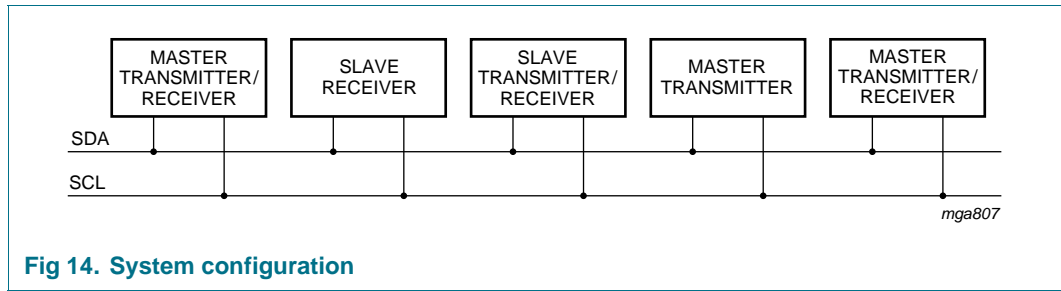 MASTER
TRANSMITTER/
RECEIVER
SLAVE
RECEIVER
SLAVE
TRANSMITTER/
RECEIVER
MASTER
TRANSMITTER
MASTER
TRANSMITTER/
RECEIVER
SDA
SCL
mga807
Fig 14. System configuration